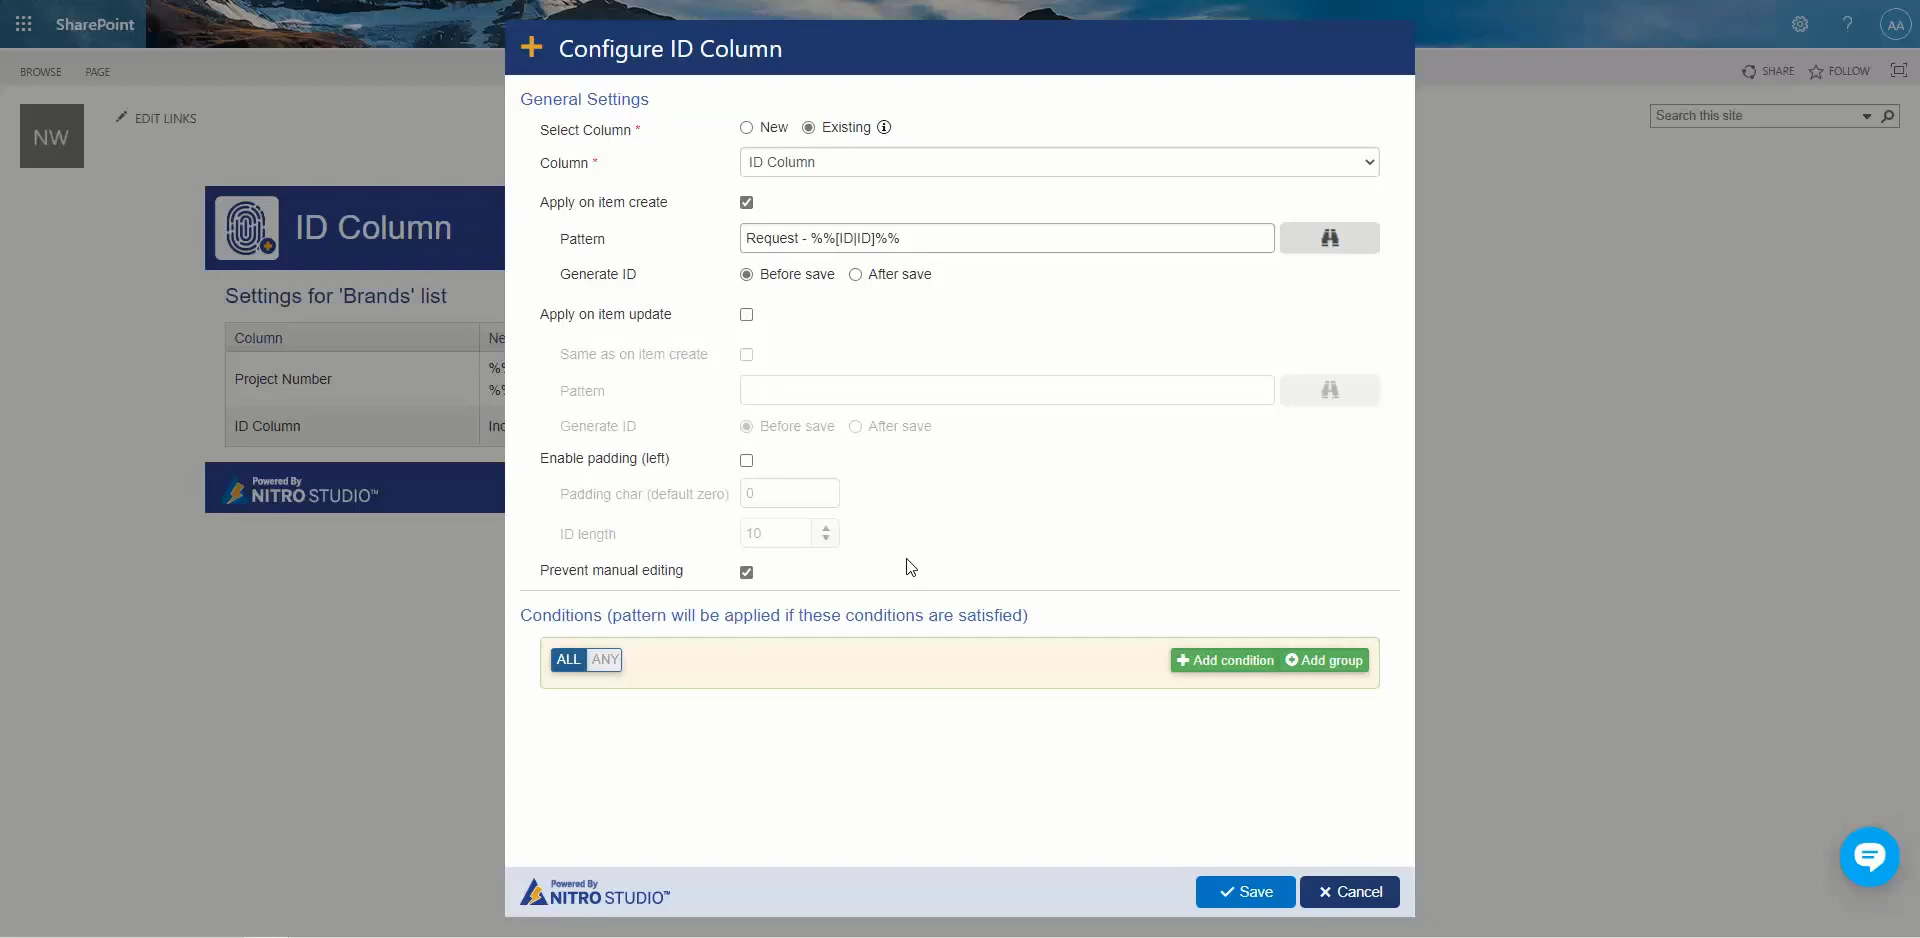 SharePoint
?
AA
BROWSE PAGE
SHARE FOLLOW
NW
EDIT LINKS
Search this site
ID Column
Settings for 'Brands' list
Column
Project Number
ID Column
Powered By
NITRO STUDIO™
Configure ID Column
General Settings
Select Column * New Existing
Column * ID Column
Apply on item create
Pattern Request - %%[ID|ID]%%
Generate ID Before save After save
Apply on item update
Same as on item create
Pattern
Generate ID Before save After save
Enable padding (left)
Padding char (default zero) 0
ID length 10
Prevent manual editing
Conditions (pattern will be applied if these conditions are satisfied)
ALL ANY Add condition Add group
Powered By
NITRO STUDIO™
Save Cancel